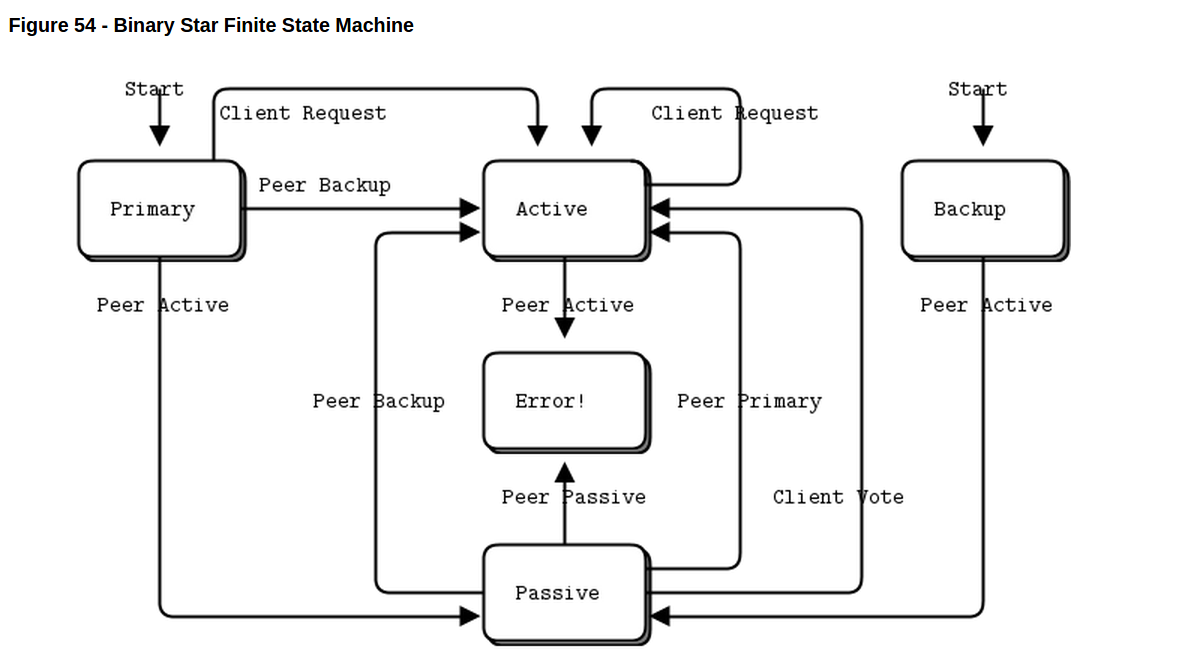 Figure 54 - Binary Star Finite State Machine
Start
Start
Client Request
Client Request
Peer Backup
Primary
Active
Backup
Peer Active
Peer Active
Peer Active
Peer Backup
Error!
Peer Primary
Peer Passive
Client Vote
Passive